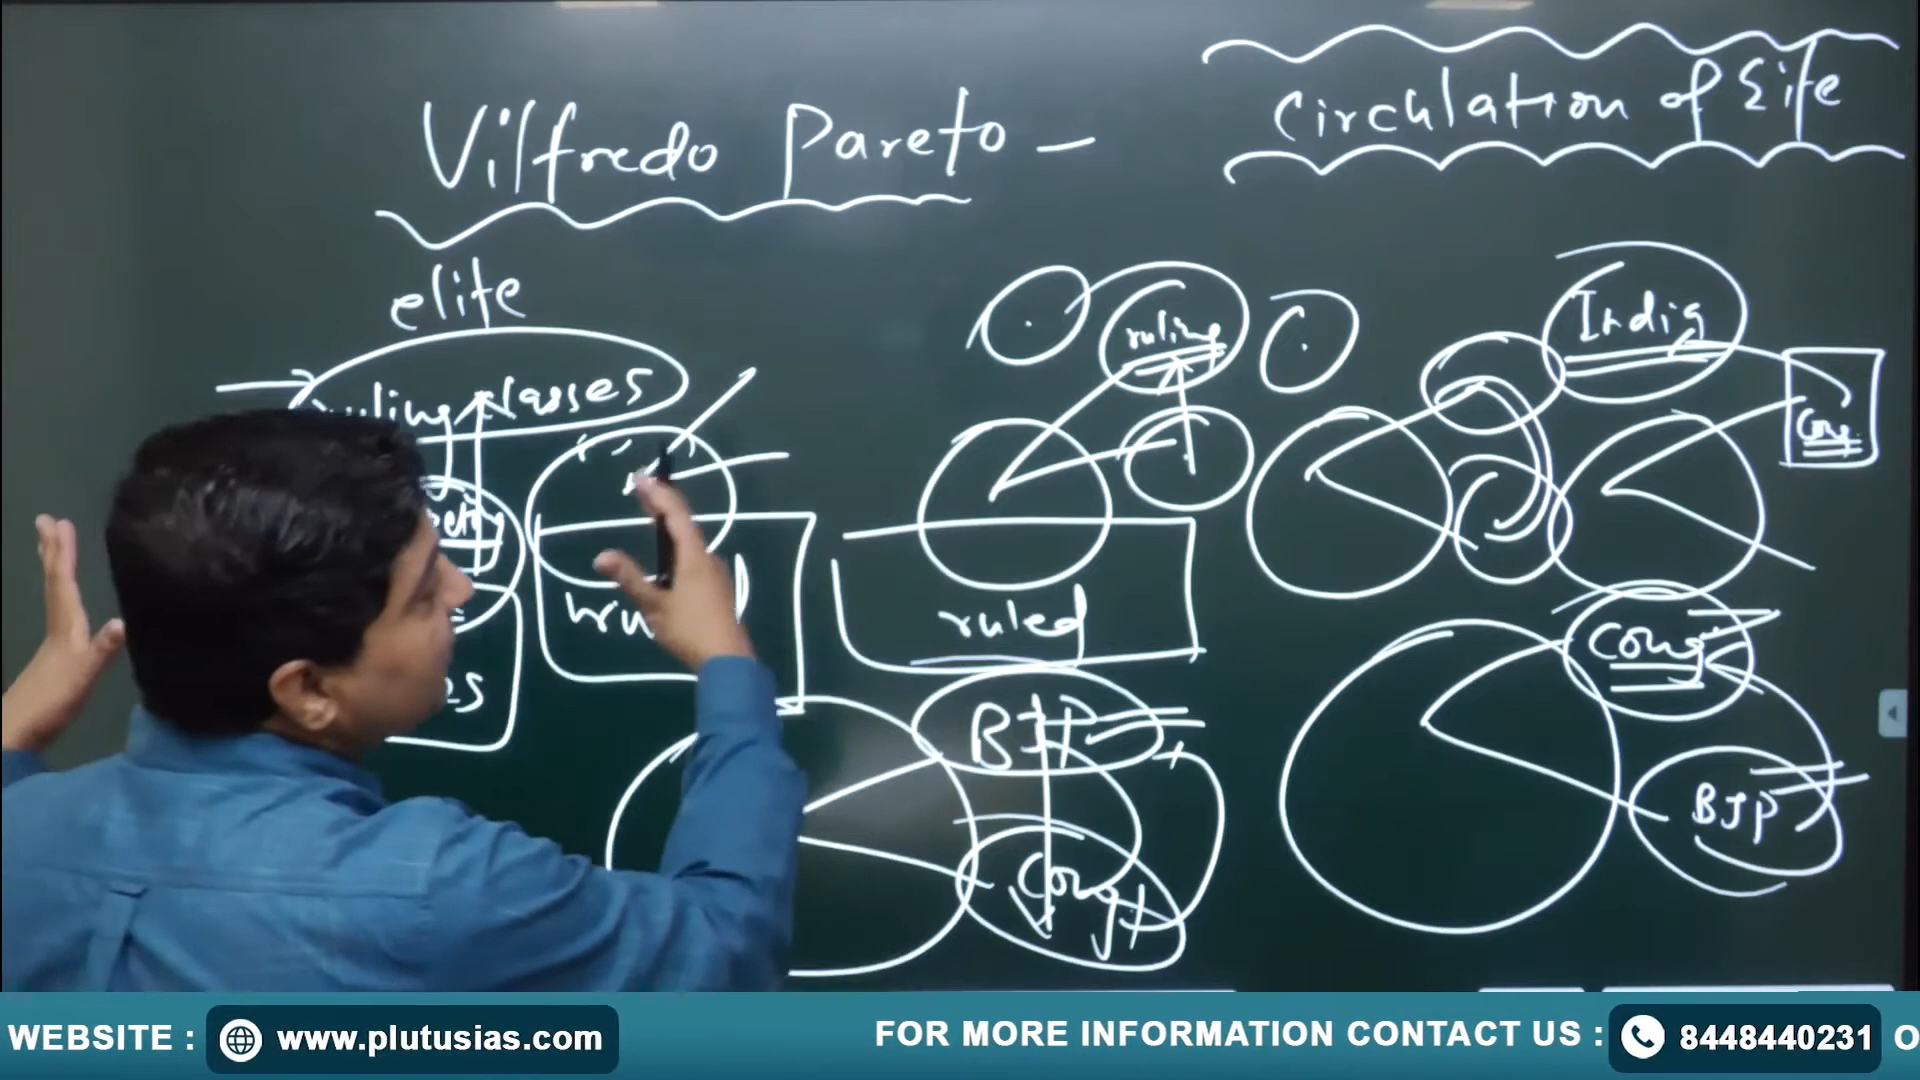 Circulation of Elite
Vilfredo Pareto -
elite
ruling classes
ruling
India
Cong
ruled
Cong
BJP
BJP
Cong
WEBSITE : www.plutusias.com
FOR MORE INFORMATION CONTACT US : 8448440231